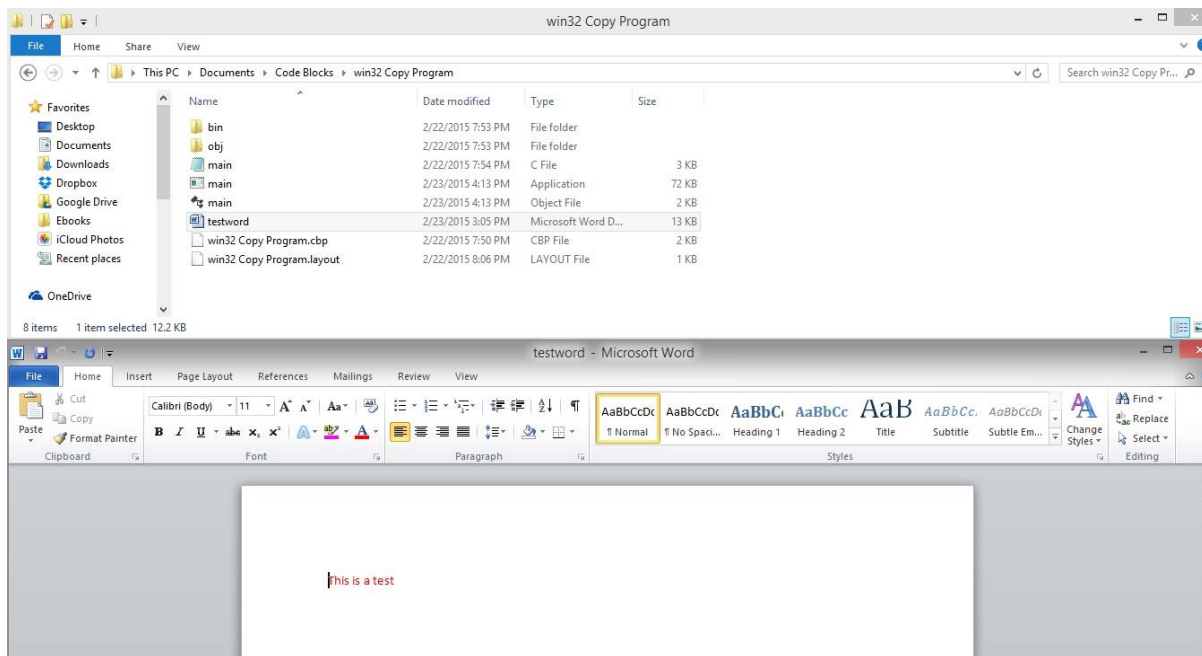 win32 Copy Program
File Home Share View
This PC Documents Code Blocks win32 Copy Program Search win32 Copy Pr...
Favorites
Desktop
Documents
Downloads
Dropbox
Google Drive
Ebooks
iCloud Photos
Recent places
OneDrive
Name Date modified Type Size
bin 2/22/2015 7:53 PM File folder
obj 2/22/2015 7:53 PM File folder
main 2/22/2015 7:54 PM C File 3 KB
main 2/23/2015 4:13 PM Application 72 KB
main 2/23/2015 4:13 PM Object File 2 KB
testword 2/23/2015 3:05 PM Microsoft Word D... 13 KB
win32 Copy Program.cbp 2/22/2015 7:50 PM CBP File 2 KB
win32 Copy Program.layout 2/22/2015 8:06 PM LAYOUT File 1 KB
8 items 1 item selected 12.2 KB
testword - Microsoft Word
File Home Insert Page Layout References Mailings Review View
Paste
Cut
Copy
Format Painter
Clipboard
Calibri (Body) 11 A A Aa
B I U abc X₂ X² A ab A
Font
Paragraph
AaBbCcDc AaBbCcDc AaBbC AaBbCc AaB AaBbCc. AaBbCcDc
¶ Normal ¶ No Spaci... Heading 1 Heading 2 Title Subtitle Subtle Em...
Change Styles
Styles
Find
Replace
Select
Editing
This is a test